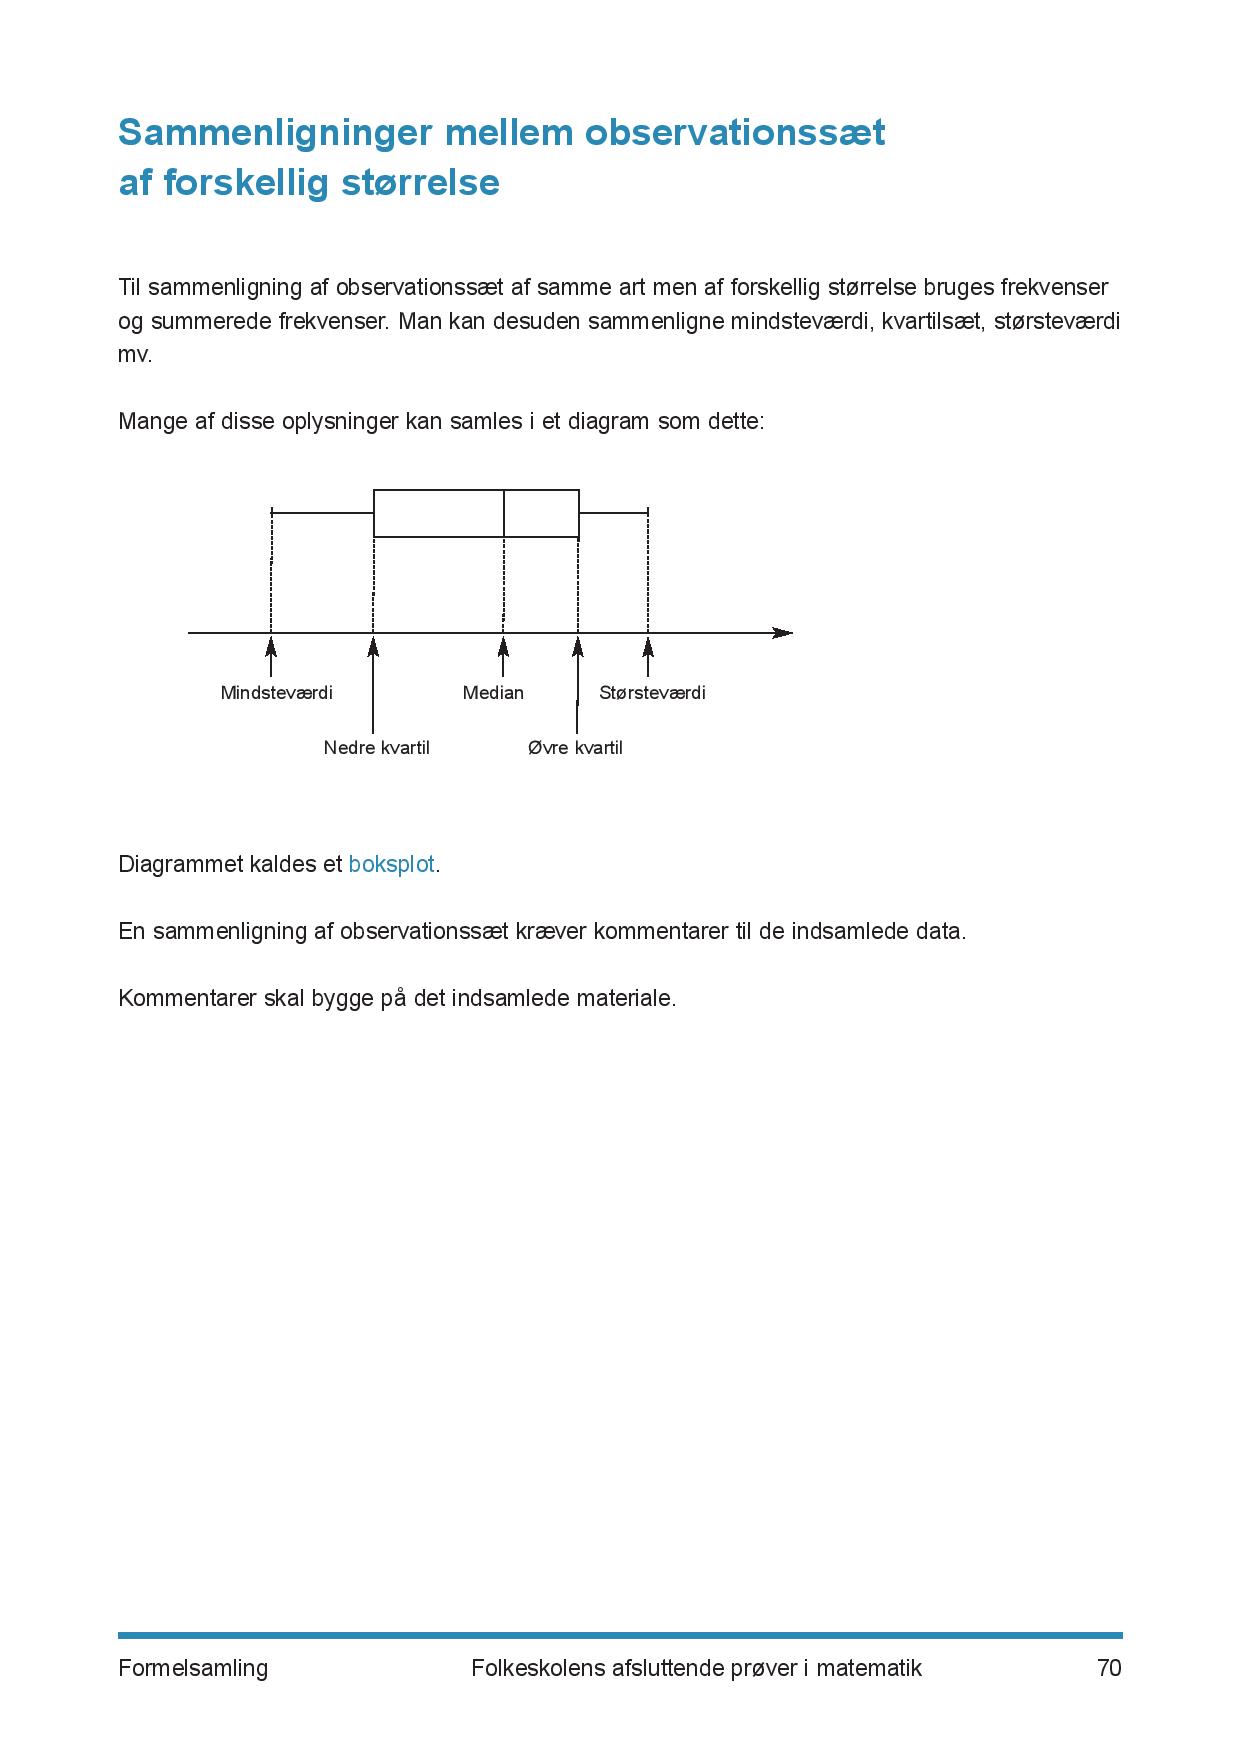 Sammenligninger mellem observationssæt
af forskellig størrelse
Til sammenligning af observationssæt af samme art men af forskellig størrelse bruges frekvenser
og summerede frekvenser. Man kan desuden sammenligne mindsteværdi, kvartilsæt, størsteværdi
mv.
Mange af disse oplysninger kan samles i et diagram som dette:
Mindsteværdi Median Størsteværdi
Nedre kvartil Øvre kvartil
Diagrammet kaldes et boksplot.
En sammenligning af observationssæt kræver kommentarer til de indsamlede data.
Kommentarer skal bygge på det indsamlede materiale.
Formelsamling Folkeskolens afsluttende prøver i matematik 70